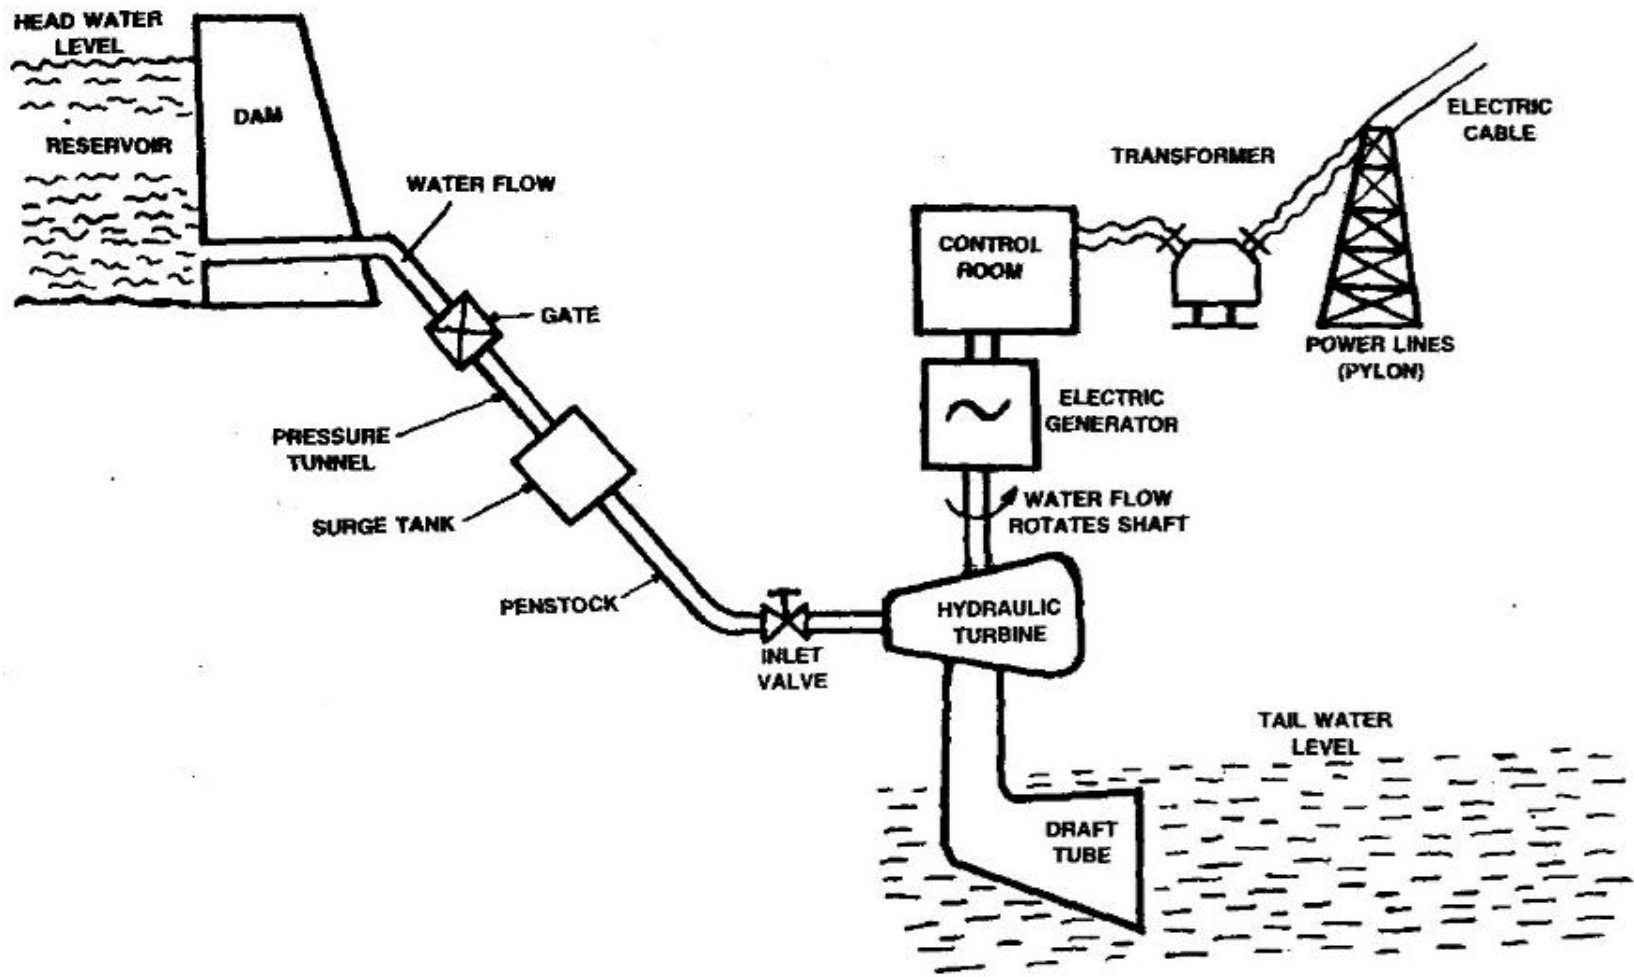 HEAD WATER
LEVEL
DAM
RESERVOIR
WATER FLOW
GATE
PRESSURE
TUNNEL
SURGE TANK
PENSTOCK
INLET
VALVE
HYDRAULIC
TURBINE
WATER FLOW
ROTATES SHAFT
ELECTRIC
GENERATOR
CONTROL
ROOM
TRANSFORMER
ELECTRIC
CABLE
POWER LINES
(PYLON)
TAIL WATER
LEVEL
DRAFT
TUBE